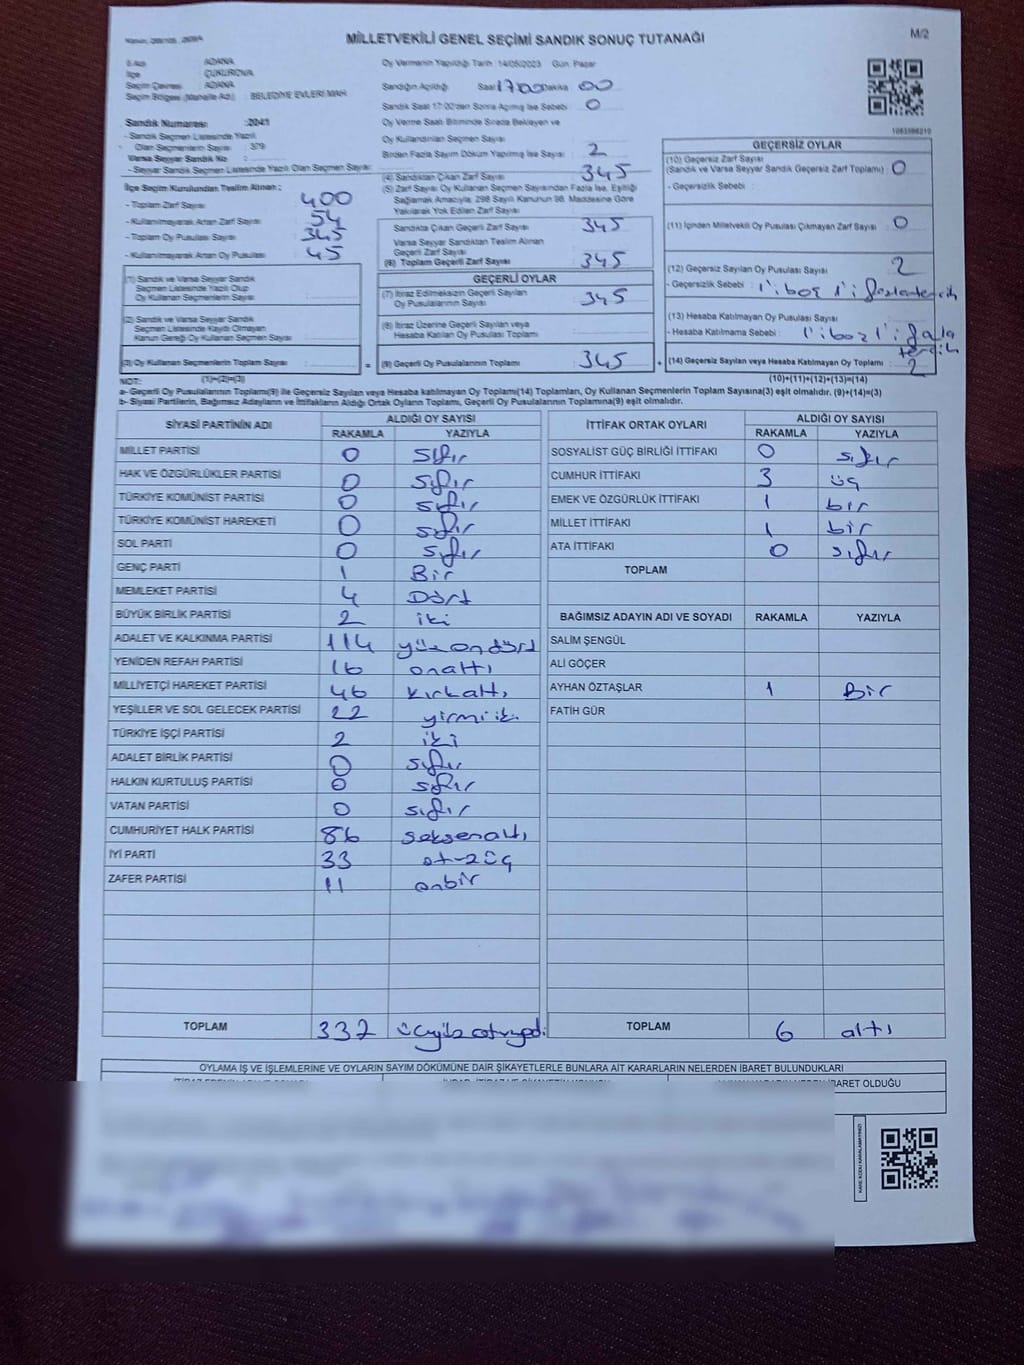 MİLLETVEKİLİ GENEL SEÇİMİ SANDIK SONUÇ TUTANAĞI
M/2
İl Adı : ADANA
İlçe : ÇUKUROVA
Seçim Çevresi : ADANA
Seçim Bölgesi (Mahalle Adı) : BELEDİYE EVLERİ MAH.
Sandık Numarası : 2041
- Sandık Seçmen Listesinde Yazılı
Olan Seçmenlerin Sayısı : 379
Varsa Seyyar Sandık No :
- Seyyar Sandık Seçmen Listesinde Yazılı Olan Seçmen Sayısı :
İlçe Seçim Kurulundan Teslim Alınan ;
- Toplam Zarf Sayısı : 400
- Kullanılmayarak Artan Zarf Sayısı : 54
- Toplam Oy Pusulası Sayısı : 345
- Kullanılmayarak Artan Oy Pusulası : 45
(1) Sandık ve Varsa Seyyar Sandık
Seçmen Listesinde Yazılı Olup
Oy Kullanan Seçmenlerin Sayısı
(2) Sandık ve Varsa Seyyar Sandık
Seçmen Listesinde Kaydı Olmayan
Kanun Gereği Oy Kullanan Seçmen Sayısı
(3) Oy Kullanan Seçmenlerin Toplam Sayısı
(1)+(2)=(3)
Oy Vermenin Yapıldığı Tarih : 14/05/2023 Gün : Pazar
Sandığın Açıldığı Saat 17 00 Dakika 00
Sandık Saat 17:00'den Sonra Açılmış İse Sebebi : 0
Oy Verme Saati Bitiminde Sırada Bekleyen ve
Oy Kullandırılan Seçmen Sayısı :
Birden Fazla Sayım Döküm Yapılmış İse Sayısı : 2
(4) Sandıktan Çıkan Zarf Sayısı : 345
(5) Zarf Sayısı Oy Kullanan Seçmen Sayısından Fazla İse, Eşitliği
Sağlamak Amacıyla, 298 Sayılı Kanunun 98. Maddesine Göre
Yakılarak Yok Edilen Zarf Sayısı :
Sandıkta Çıkan Geçerli Zarf Sayısı : 345
Varsa Seyyar Sandıktan Teslim Alınan
Geçerli Zarf Sayısı :
(6) Toplam Geçerli Zarf Sayısı : 345
GEÇERLİ OYLAR
(7) İtiraz Edilmeksizin Geçerli Sayılan
Oy Pusulalarının Sayısı : 345
(8) İtiraz Üzerine Geçerli Sayılan veya
Hesaba Katılan Oy Pusulası Toplamı :
= (9) Geçerli Oy Pusulalarının Toplamı : 345 +
1083598210
GEÇERSİZ OYLAR
(10) Geçersiz Zarf Sayısı
(Sandık ve Varsa Seyyar Sandık Geçersiz Zarf Toplamı) : 0
- Geçersizlik Sebebi :
(11) İçinden Milletvekili Oy Pusulası Çıkmayan Zarf Sayısı : 0
(12) Geçersiz Sayılan Oy Pusulası Sayısı : 2
- Geçersizlik Sebebi : 1'i boş 1'i
(13) Hesaba Katılmayan Oy Pusulası Sayısı :
- Hesaba Katılmama Sebebi : 1'i boş 1'i fazla
tercih
(14) Geçersiz Sayılan veya Hesaba Katılmayan Oy Toplamı : 2
(10)+(11)+(12)+(13)=(14)
NOT:
a- Geçerli Oy Pusulalarının Toplamı(9) ile Geçersiz Sayılan veya Hesaba katılmayan Oy Toplamı(14) Toplamları, Oy Kullanan Seçmenlerin Toplam Sayısına(3) eşit olmalıdır. (9)+(14)=(3)
b- Siyasi Partilerin, Bağımsız Adayların ve İttifakların Aldığı Ortak Oyların Toplamı, Geçerli Oy Pusulalarının Toplamına(9) eşit olmalıdır.
SİYASİ PARTİNİN ADI ALDIĞI OY SAYISI
RAKAMLA YAZIYLA
MİLLET PARTİSİ 0 sıfır
HAK VE ÖZGÜRLÜKLER PARTİSİ 0 sıfır
TÜRKİYE KOMÜNİST PARTİSİ 0 sıfır
TÜRKİYE KOMÜNİST HAREKETİ 0 sıfır
SOL PARTİ 0 sıfır
GENÇ PARTİ 1 Bir
MEMLEKET PARTİSİ 4 Dört
BÜYÜK BİRLİK PARTİSİ 2 iki
ADALET VE KALKINMA PARTİSİ 114 yüzondört
YENİDEN REFAH PARTİSİ 16 onaltı
MİLLİYETÇİ HAREKET PARTİSİ 46 kırkaltı
YEŞİLLER VE SOL GELECEK PARTİSİ 22 yirmiik
TÜRKİYE İŞÇİ PARTİSİ 2 iki
ADALET BİRLİK PARTİSİ 0 sıfır
HALKIN KURTULUŞ PARTİSİ 0 sıfır
VATAN PARTİSİ 0 sıfır
CUMHURİYET HALK PARTİSİ 86 seksenaltı
İYİ PARTİ 33 otuzüç
ZAFER PARTİSİ 11 onbir
TOPLAM 337 üçyüzotuzyedi
İTTİFAK ORTAK OYLARI ALDIĞI OY SAYISI
RAKAMLA YAZIYLA
SOSYALİST GÜÇ BİRLİĞİ İTTİFAKI 0 sıfır
CUMHUR İTTİFAKI 3 üç
EMEK VE ÖZGÜRLÜK İTTİFAKI 1 bir
MİLLET İTTİFAKI 1 bir
ATA İTTİFAKI 0 sıfır
TOPLAM
BAĞIMSIZ ADAYIN ADI VE SOYADI RAKAMLA YAZIYLA
SALİM ŞENGÜL
ALİ GÖÇER
AYHAN ÖZTAŞLAR 1 Bir
FATİH GÜR
TOPLAM 6 altı
OYLAMA İŞ VE İŞLEMLERİNE VE OYLARIN SAYIM DÖKÜMÜNE DAİR ŞİKAYETLERLE BUNLARA AİT KARARLARIN NELERDEN İBARET BULUNDUKLARI
İBARET OLDUĞU
KARE KODU KARALAMAYINIZ!